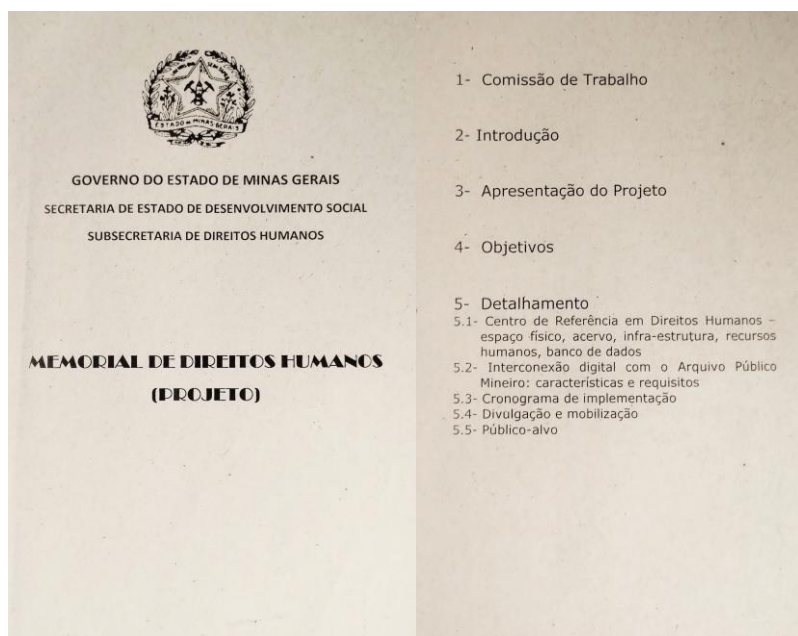 ESTADO DE MINAS GERAIS
GOVERNO DO ESTADO DE MINAS GERAIS
SECRETARIA DE ESTADO DE DESENVOLVIMENTO SOCIAL
SUBSECRETARIA DE DIREITOS HUMANOS
MEMORIAL DE DIREITOS HUMANOS
(PROJETO)
1- Comissão de Trabalho
2- Introdução
3- Apresentação do Projeto
4- Objetivos
5- Detalhamento
5.1- Centro de Referência em Direitos Humanos –
espaço físico, acervo, infra-estrutura, recursos
humanos, banco de dados
5.2- Interconexão digital com o Arquivo Público
Mineiro: características e requisitos
5.3- Cronograma de implementação
5.4- Divulgação e mobilização
5.5- Público-alvo